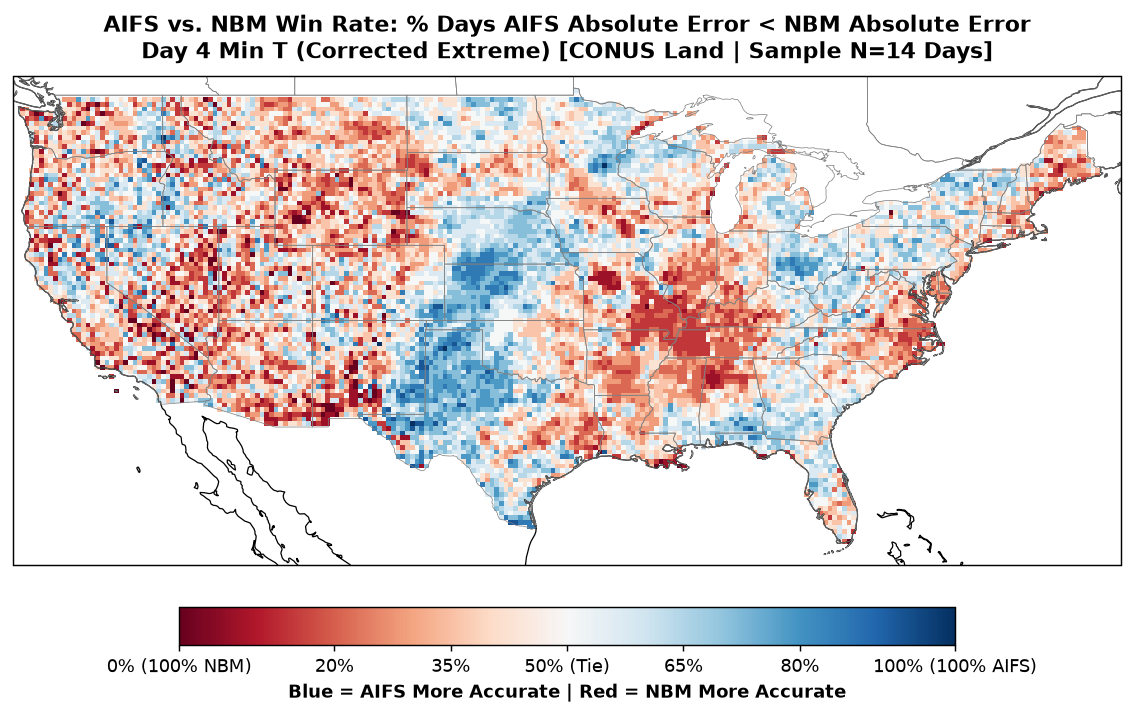 AIFS vs. NBM Win Rate: % Days AIFS Absolute Error < NBM Absolute Error
Day 4 Min T (Corrected Extreme) [CONUS Land | Sample N=14 Days]
0% (100% NBM) 20% 35% 50% (Tie) 65% 80% 100% (100% AIFS)
Blue = AIFS More Accurate | Red = NBM More Accurate